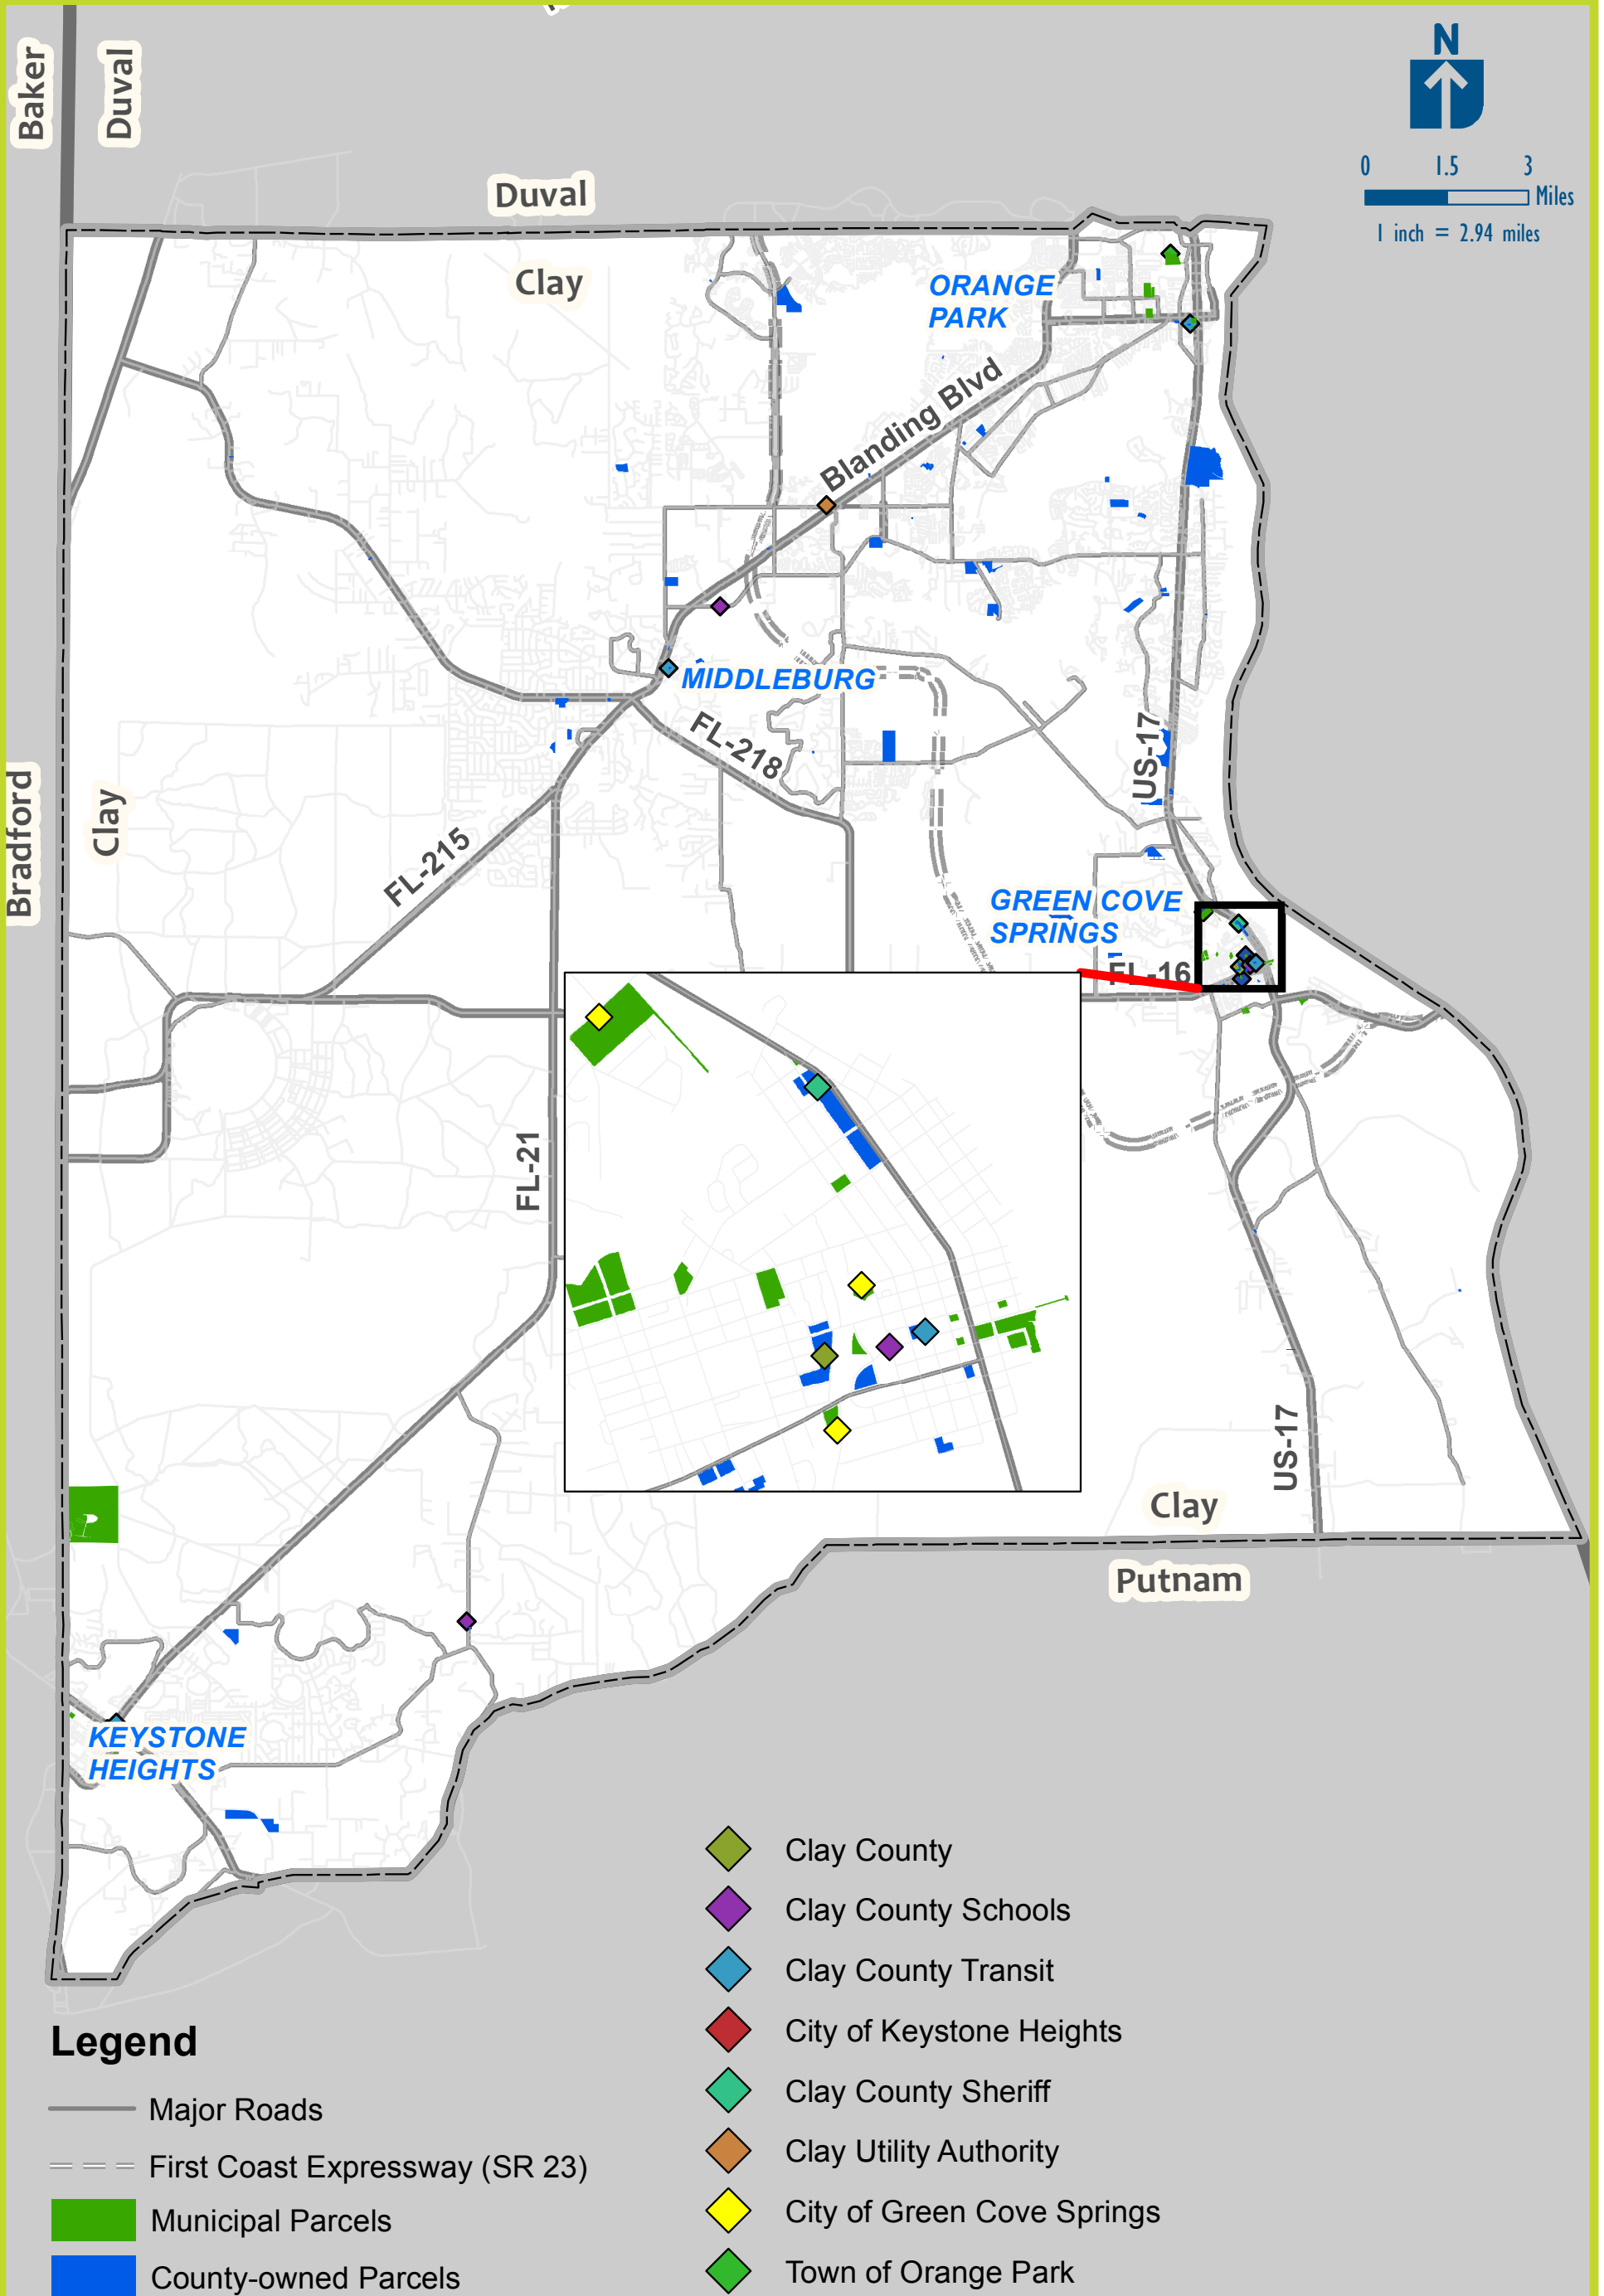 Baker
Duval
N
0 1.5 3
Miles
1 inch = 2.94 miles
Duval
Clay
ORANGE
PARK
Blanding Blvd
MIDDLEBURG
FL-218
US-17
Bradford
Clay
FL-215
GREEN COVE
SPRINGS
FL-16
FL-21
US-17
Clay
Putnam
KEYSTONE
HEIGHTS
Legend
Major Roads
First Coast Expressway (SR 23)
Municipal Parcels
County-owned Parcels
Clay County
Clay County Schools
Clay County Transit
City of Keystone Heights
Clay County Sheriff
Clay Utility Authority
City of Green Cove Springs
Town of Orange Park